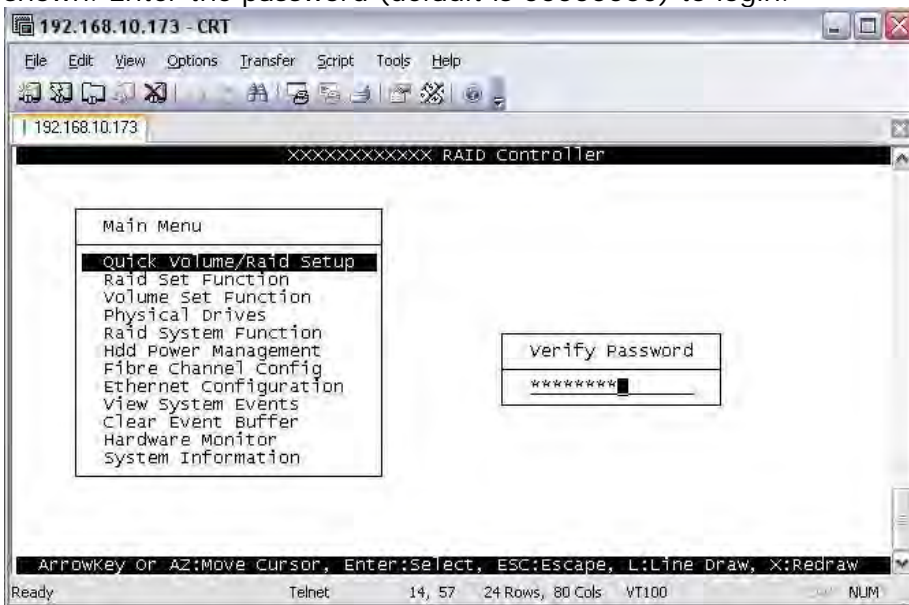 shown. Enter the password (default is 00000000) to login.
192.168.10.173 - CRT
File Edit View Options Transfer Script Tools Help
192.168.10.173
XXXXXXXXXXXX RAID Controller
Main Menu
Quick Volume/Raid Setup
Raid Set Function
Volume Set Function
Physical Drives
Raid System Function
Hdd Power Management
Fibre Channel Config
Ethernet Configuration
View System Events
Clear Event Buffer
Hardware Monitor
System Information
Verify Password
********
ArrowKey Or AZ:Move Cursor, Enter:Select, ESC:Escape, L:Line Draw, X:Redraw
Ready Telnet 14, 57 24 Rows, 80 Cols VT100 NUM